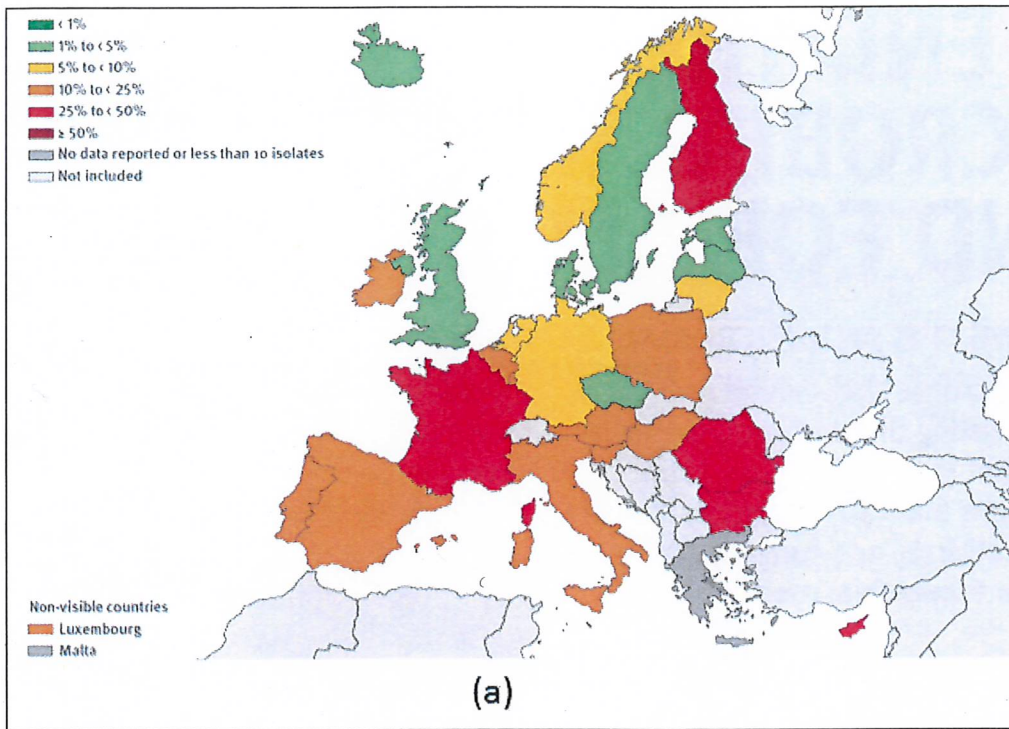 < 1%
1% to < 5%
5% to < 10%
10% to < 25%
25% to < 50%
≥ 50%
No data reported or less than 10 isolates
Not included
Non-visible countries
Luxembourg
Malta
(a)